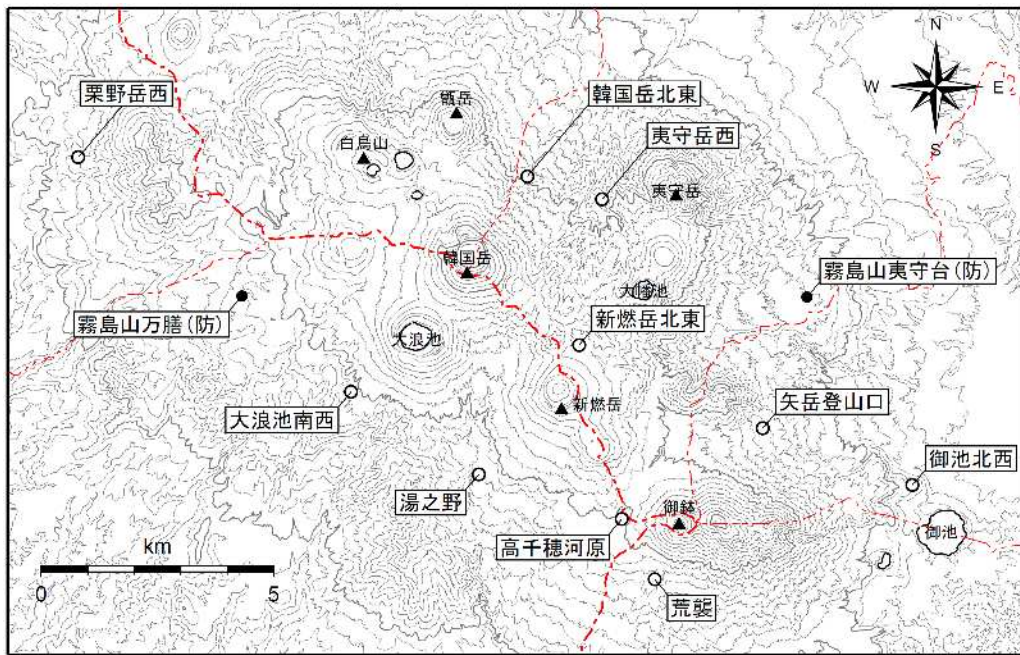 N
栗野岳西
甑岳
韓国岳北東
W
E
白鳥山
夷守岳西
S
夷守岳
韓国岳
霧島山夷守台(防)
大幡池
霧島山万膳(防)
新燃岳北東
大浪池
新燃岳
矢岳登山口
大浪池南西
御池北西
湯之野
御鉢
御池
高千穂河原
km
0
5
荒襲